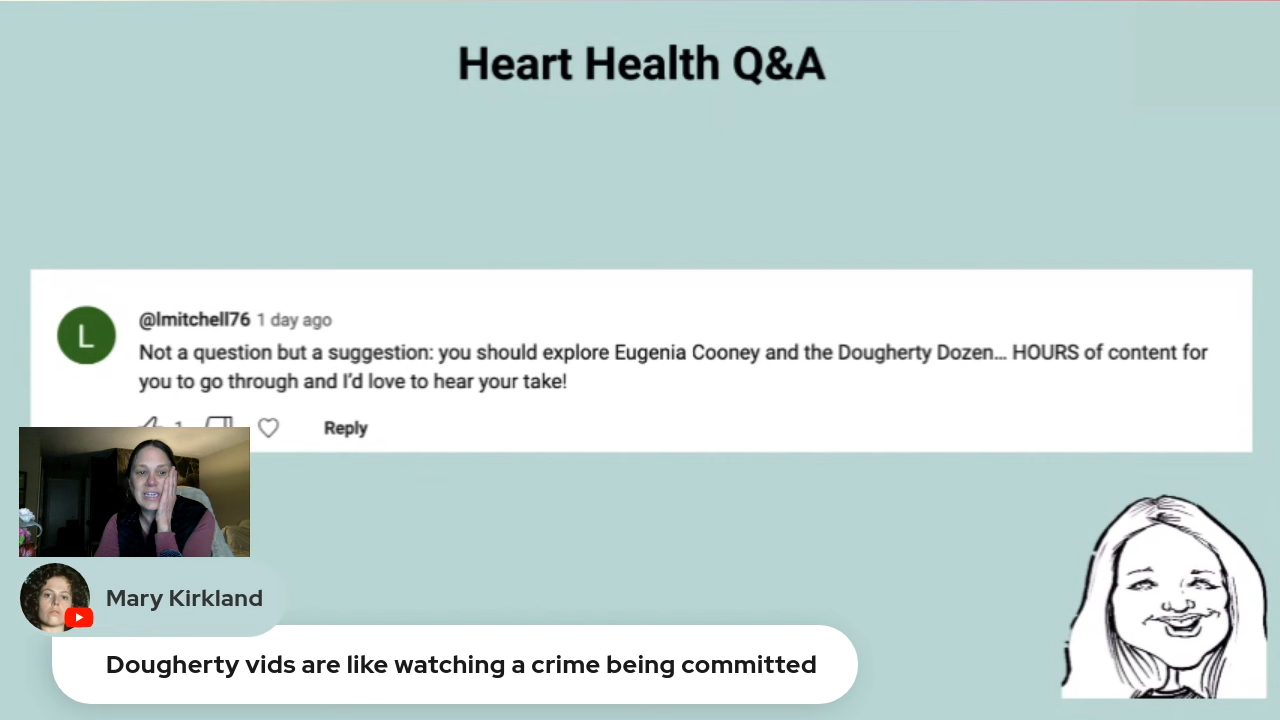 Heart Health Q&A
L
@lmitchell76 1 day ago
Not a question but a suggestion: you should explore Eugenia Cooney and the Dougherty Dozen... HOURS of content for
you to go through and I'd love to hear your take!
1 Reply
Mary Kirkland
Dougherty vids are like watching a crime being committed